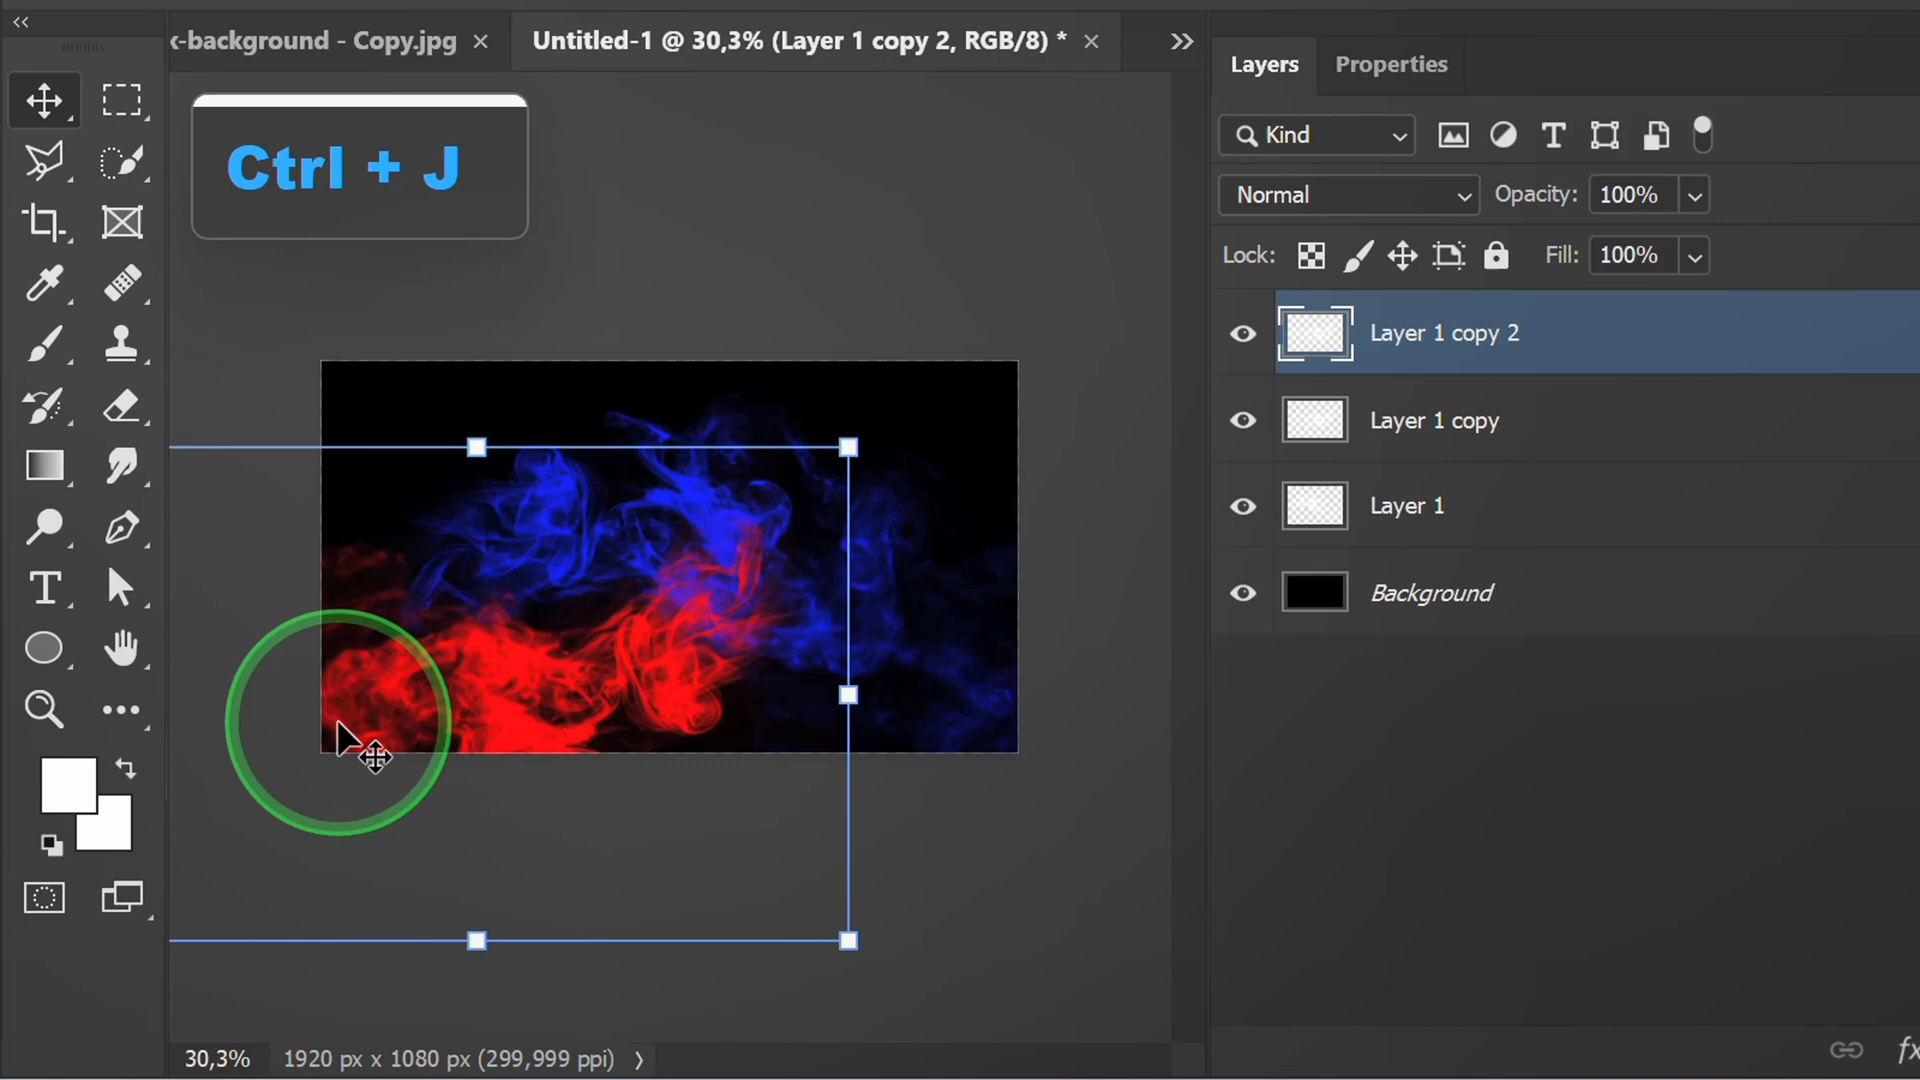 -background - Copy.jpg
Untitled-1 @ 30,3% (Layer 1 copy 2, RGB/8) *
Ctrl + J
30,3%
1920 px x 1080 px (299,999 ppi)
Layers
Properties
Kind
Normal
Opacity: 100%
Lock:
Fill: 100%
Layer 1 copy 2
Layer 1 copy
Layer 1
Background
fx